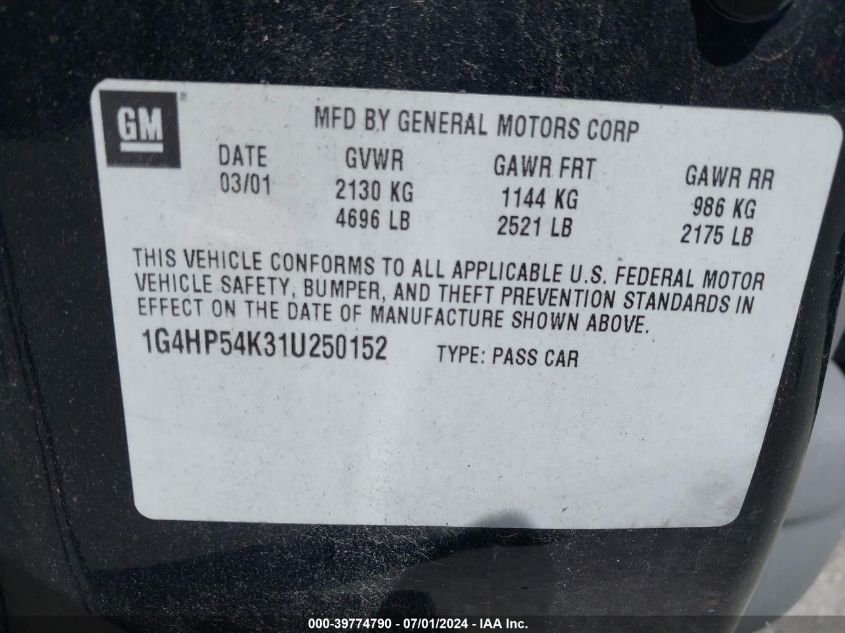 GM ®
MFD BY GENERAL MOTORS CORP
DATE GVWR GAWR FRT GAWR RR
03/01 2130 KG 1144 KG 986 KG
4696 LB 2521 LB 2175 LB
THIS VEHICLE CONFORMS TO ALL APPLICABLE U.S. FEDERAL MOTOR
VEHICLE SAFETY, BUMPER, AND THEFT PREVENTION STANDARDS IN
EFFECT ON THE DATE OF MANUFACTURE SHOWN ABOVE.
1G4HP54K31U250152 TYPE: PASS CAR
000-39774790 - 07/01/2024 - IAA Inc.